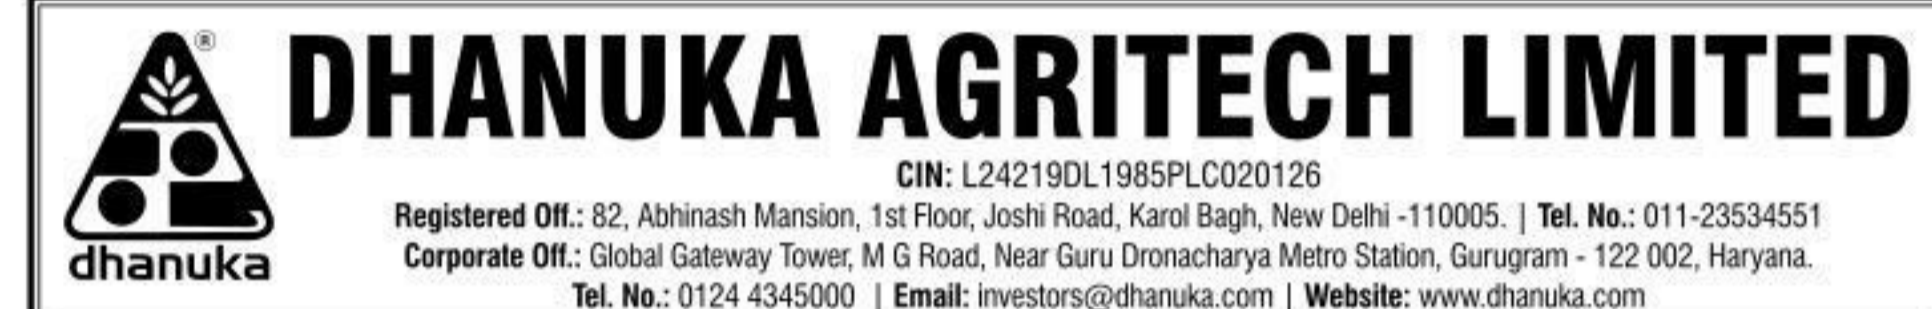 ®
DHANUKA AGRITECH LIMITED
dhanuka
CIN: L24219DL1985PLC020126
Registered Off.: 82, Abhinash Mansion, 1st Floor, Joshi Road, Karol Bagh, New Delhi -110005. | Tel. No.: 011-23534551
Corporate Off.: Global Gateway Tower, M G Road, Near Guru Dronacharya Metro Station, Gurugram - 122 002, Haryana.
Tel. No.: 0124 4345000 | Email: investors@dhanuka.com | Website: www.dhanuka.com